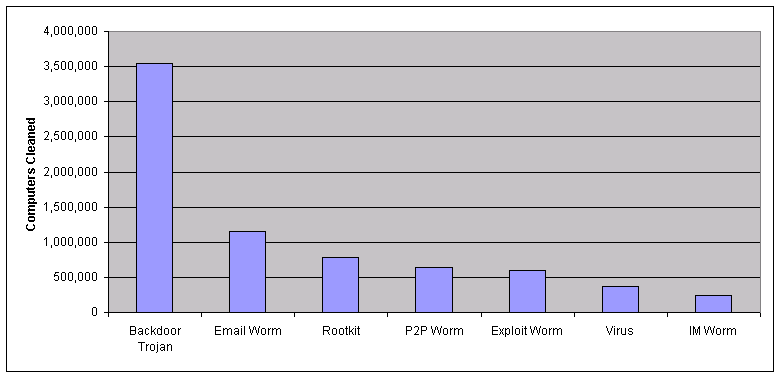 Computers Cleaned
4,000,000
3,500,000
3,000,000
2,500,000
2,000,000
1,500,000
1,000,000
500,000
0
Backdoor
Trojan
Email Worm
Rootkit
P2P Worm
Exploit Worm
Virus
IM Worm